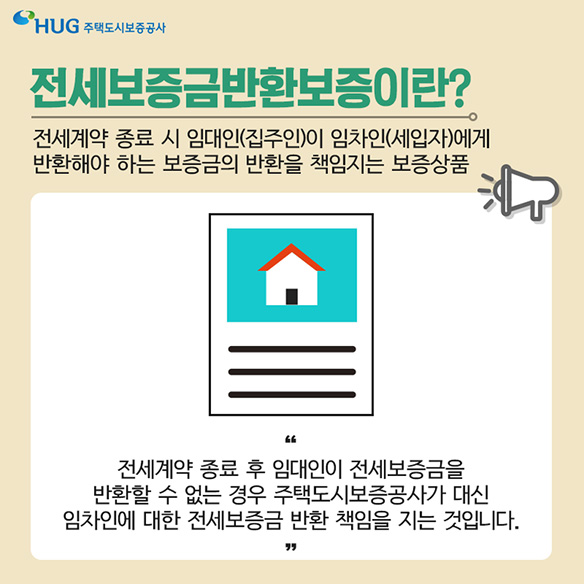 HUG 주택도시보증공사
전세보증금반환보증이란?
전세계약 종료 시 임대인(집주인)이 임차인(세입자)에게
반환해야 하는 보증금의 반환을 책임지는 보증상품
“
전세계약 종료 후 임대인이 전세보증금을
반환할 수 없는 경우 주택도시보증공사가 대신
임차인에 대한 전세보증금 반환 책임을 지는 것입니다.
”